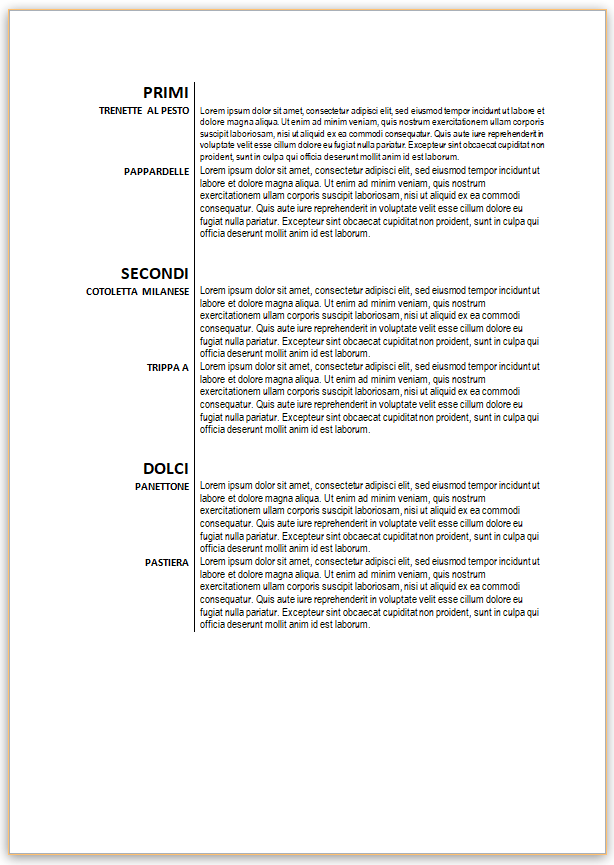 PRIMI
TRENETTE AL PESTO
Lorem ipsum dolor sit amet, consectetur adipisci elit, sed eiusmod tempor incidunt ut labore et
dolore magna aliqua. Ut enim ad minim veniam, quis nostrum exercitationem ullam corporis
suscipit laboriosam, nisi ut aliquid ex ea commodi consequatur. Quis aute iure reprehenderit in
voluptate velit esse cillum dolore eu fugiat nulla pariatur. Excepteur sint obcaecat cupiditat non
proident, sunt in culpa qui officia deserunt mollit anim id est laborum.
PAPPARDELLE
Lorem ipsum dolor sit amet, consectetur adipisci elit, sed eiusmod tempor incidunt ut
labore et dolore magna aliqua. Ut enim ad minim veniam, quis nostrum
exercitationem ullam corporis suscipit laboriosam, nisi ut aliquid ex ea commodi
consequatur. Quis aute iure reprehenderit in voluptate velit esse cillum dolore eu
fugiat nulla pariatur. Excepteur sint obcaecat cupiditat non proident, sunt in culpa qui
officia deserunt mollit anim id est laborum.
SECONDI
COTOLETTA MILANESE
Lorem ipsum dolor sit amet, consectetur adipisci elit, sed eiusmod tempor incidunt ut
labore et dolore magna aliqua. Ut enim ad minim veniam, quis nostrum
exercitationem ullam corporis suscipit laboriosam, nisi ut aliquid ex ea commodi
consequatur. Quis aute iure reprehenderit in voluptate velit esse cillum dolore eu
fugiat nulla pariatur. Excepteur sint obcaecat cupiditat non proident, sunt in culpa qui
officia deserunt mollit anim id est laborum.
TRIPPA A
Lorem ipsum dolor sit amet, consectetur adipisci elit, sed eiusmod tempor incidunt ut
labore et dolore magna aliqua. Ut enim ad minim veniam, quis nostrum
exercitationem ullam corporis suscipit laboriosam, nisi ut aliquid ex ea commodi
consequatur. Quis aute iure reprehenderit in voluptate velit esse cillum dolore eu
fugiat nulla pariatur. Excepteur sint obcaecat cupiditat non proident, sunt in culpa qui
officia deserunt mollit anim id est laborum.
DOLCI
PANETTONE
Lorem ipsum dolor sit amet, consectetur adipisci elit, sed eiusmod tempor incidunt ut
labore et dolore magna aliqua. Ut enim ad minim veniam, quis nostrum
exercitationem ullam corporis suscipit laboriosam, nisi ut aliquid ex ea commodi
consequatur. Quis aute iure reprehenderit in voluptate velit esse cillum dolore eu
fugiat nulla pariatur. Excepteur sint obcaecat cupiditat non proident, sunt in culpa qui
officia deserunt mollit anim id est laborum.
PASTIERA
Lorem ipsum dolor sit amet, consectetur adipisci elit, sed eiusmod tempor incidunt ut
labore et dolore magna aliqua. Ut enim ad minim veniam, quis nostrum
exercitationem ullam corporis suscipit laboriosam, nisi ut aliquid ex ea commodi
consequatur. Quis aute iure reprehenderit in voluptate velit esse cillum dolore eu
fugiat nulla pariatur. Excepteur sint obcaecat cupiditat non proident, sunt in culpa qui
officia deserunt mollit anim id est laborum.